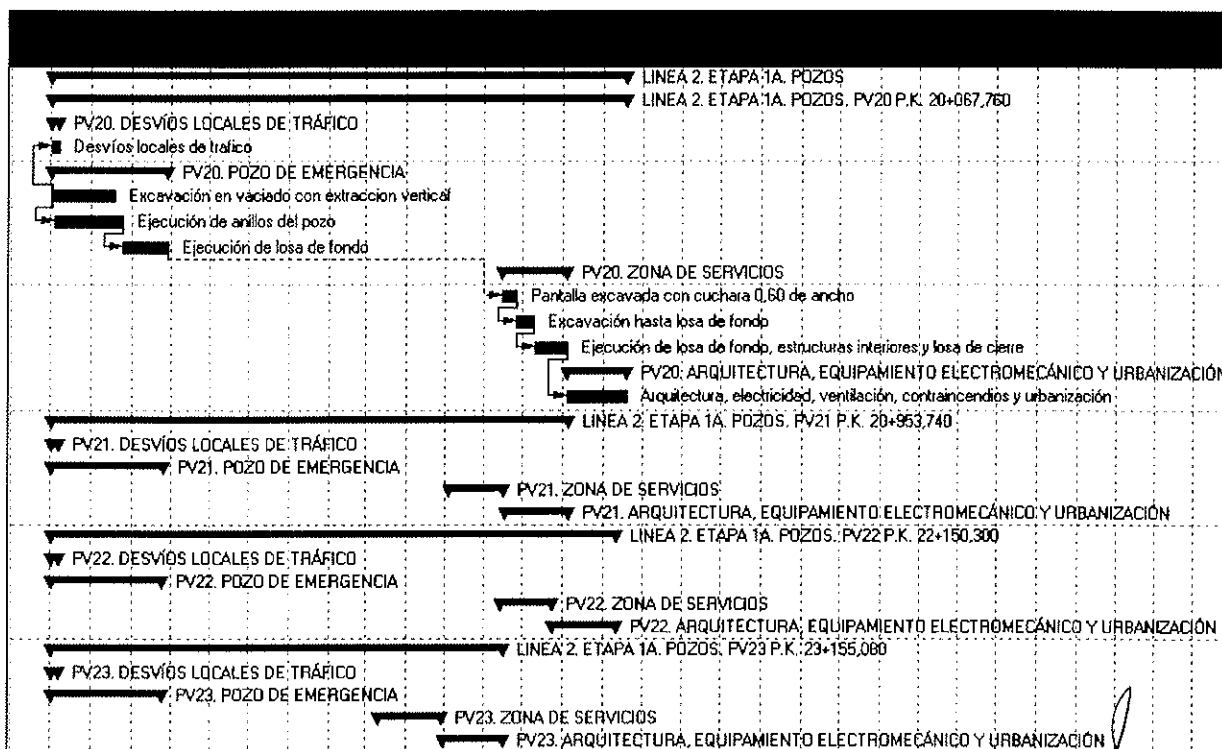 LINEA 2. ETAPA 1A. POZOS
LINEA 2. ETAPA 1A. POZOS. PV20 P.K. 20+067,760
PV20. DESVÍOS LOCALES DE TRÁFICO
Desvíos locales de trafico
PV20. POZO DE EMERGENCIA
Excavación en vaciado con extraccion vertical
Ejecución de anillos del pozo
Ejecución de losa de fondo
PV20. ZONA DE SERVICIOS
Pantalla excavada con cuchara 0,60 de ancho
Excavación hasta losa de fondo
Ejecución de losa de fondo, estructuras interiores y losa de cierre
PV20. ARQUITECTURA, EQUIPAMIENTO ELECTROMECÁNICO Y URBANIZACIÓN
Arquitectura, electricidad, ventilación, contraincendios y urbanización
LINEA 2. ETAPA 1A. POZOS. PV21 P.K. 20+953,740
PV21. DESVÍOS LOCALES DE TRÁFICO
PV21. POZO DE EMERGENCIA
PV21. ZONA DE SERVICIOS
PV21. ARQUITECTURA, EQUIPAMIENTO ELECTROMECÁNICO Y URBANIZACIÓN
LINEA 2. ETAPA 1A. POZOS. PV22 P.K. 22+150,300
PV22. DESVÍOS LOCALES DE TRÁFICO
PV22. POZO DE EMERGENCIA
PV22. ZONA DE SERVICIOS
PV22. ARQUITECTURA, EQUIPAMIENTO ELECTROMECÁNICO Y URBANIZACIÓN
LINEA 2. ETAPA 1A. POZOS. PV23 P.K. 23+155,080
PV23. DESVÍOS LOCALES DE TRÁFICO
PV23. POZO DE EMERGENCIA
PV23. ZONA DE SERVICIOS
PV23. ARQUITECTURA, EQUIPAMIENTO ELECTROMECÁNICO Y URBANIZACIÓN